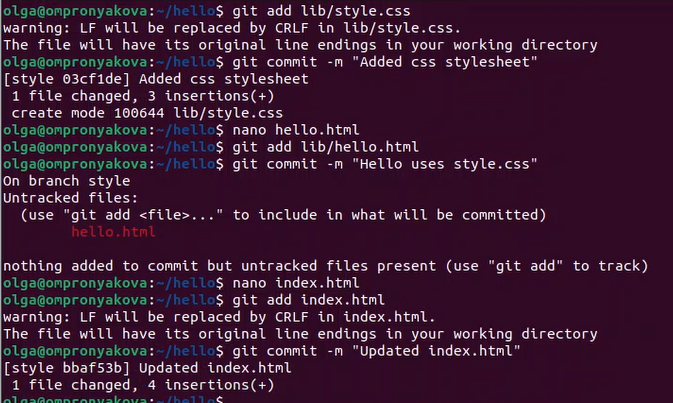 olga@ompronyakova:~/hello$ git add lib/style.css
warning: LF will be replaced by CRLF in lib/style.css.
The file will have its original line endings in your working directory
olga@ompronyakova:~/hello$ git commit -m "Added css stylesheet"
[style 03cf1de] Added css stylesheet
 1 file changed, 3 insertions(+)
 create mode 100644 lib/style.css
olga@ompronyakova:~/hello$ nano hello.html
olga@ompronyakova:~/hello$ git add lib/hello.html
olga@ompronyakova:~/hello$ git commit -m "Hello uses style.css"
On branch style
Untracked files:
  (use "git add <file>..." to include in what will be committed)
        hello.html

nothing added to commit but untracked files present (use "git add" to track)
olga@ompronyakova:~/hello$ nano index.html
olga@ompronyakova:~/hello$ git add index.html
warning: LF will be replaced by CRLF in index.html.
The file will have its original line endings in your working directory
olga@ompronyakova:~/hello$ git commit -m "Updated index.html"
[style bbaf53b] Updated index.html
 1 file changed, 4 insertions(+)
olga@ompronyakova:~/hello$